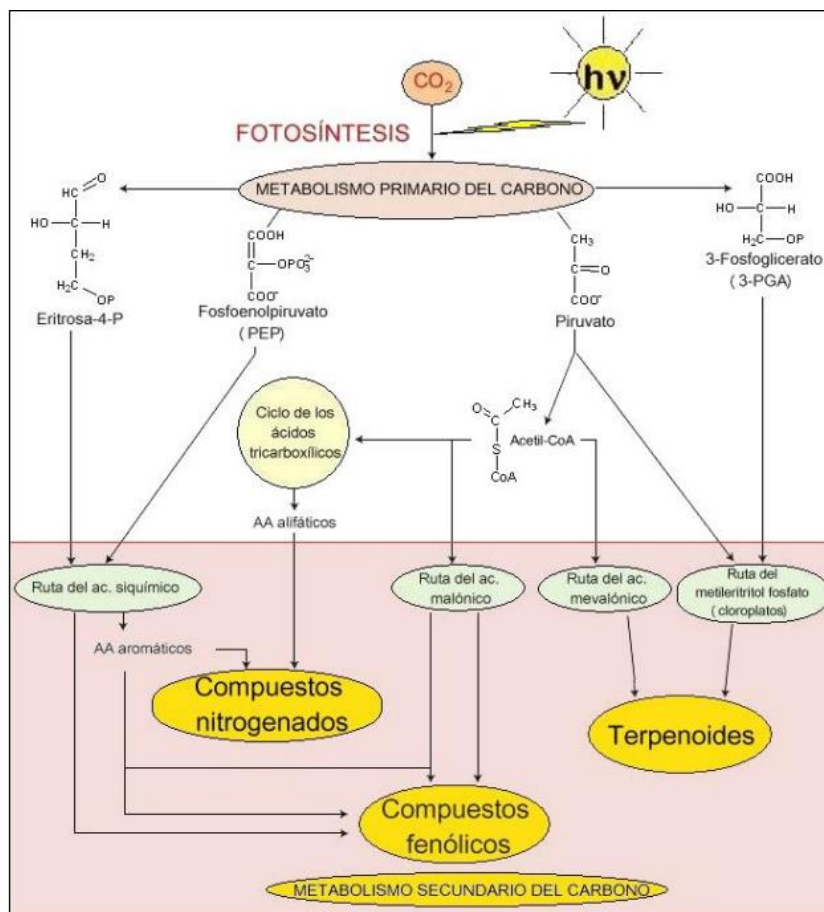 CO₂
hν
FOTOSÍNTESIS
METABOLISMO PRIMARIO DEL CARBONO
HC
O
HO
C
H
CH₂
H₂C
OP
Eritrosa-4-P
COOH
C
OPO₃²⁻
COO⁻
Fosfoenolpiruvato
(PEP)
CH₃
C
O
COO⁻
Piruvato
COOH
HO
C
H
H₂C
OP
3-Fosfoglicerato
(3-PGA)
Ciclo de los
ácidos
tricarboxílicos
O
CH₃
C
S
CoA
Acetil-CoA
AA alifáticos
Ruta del ac. siquímico
Ruta del ac.
malónico
Ruta del ac.
mevalónico
Ruta del
metileritritol fosfato
(cloroplatos)
AA aromáticos
Compuestos
nitrogenados
Terpenoides
Compuestos
fenólicos
METABOLISMO SECUNDARIO DEL CARBONO